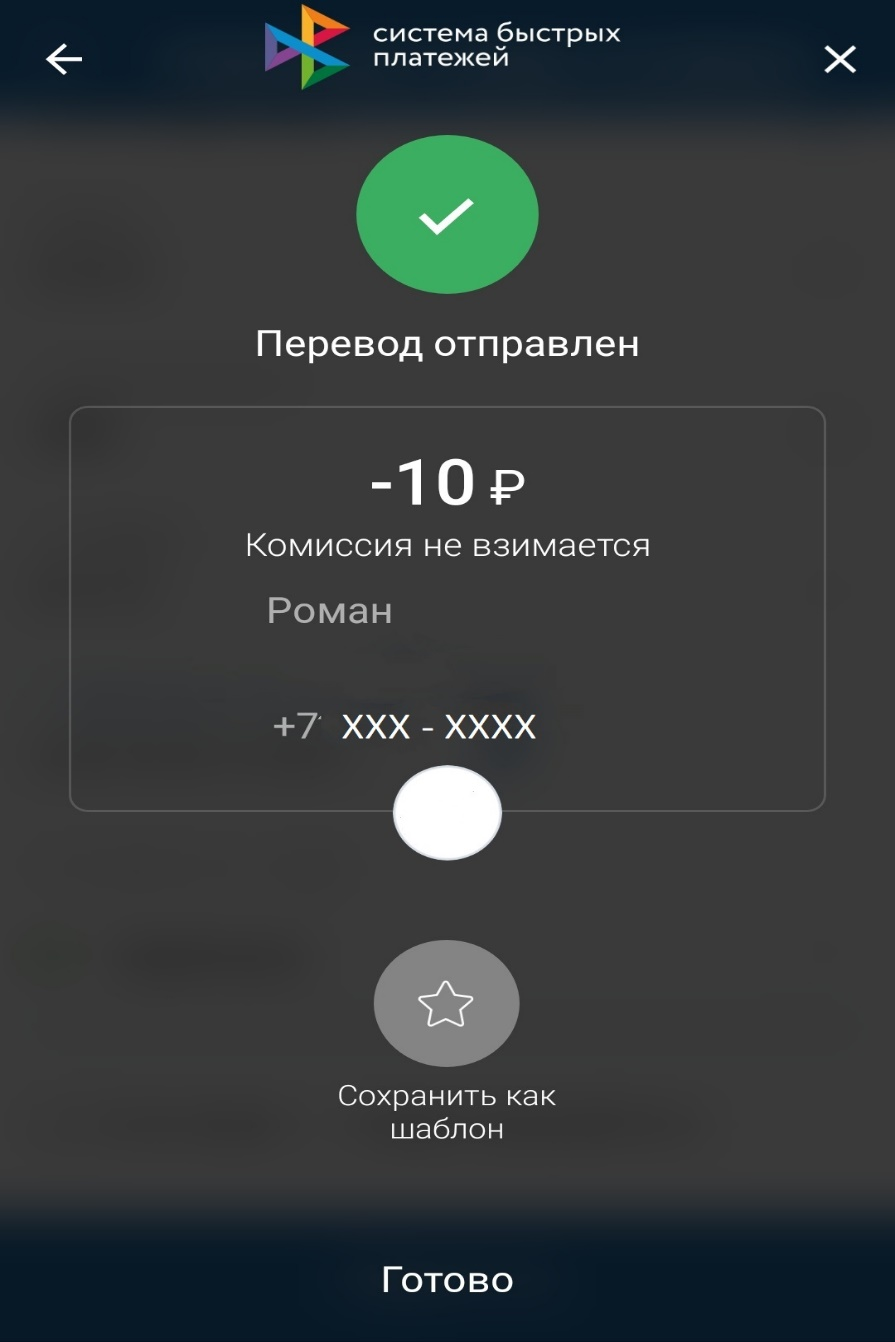 система быстрых
платежей
Перевод отправлен
-10 ₽
Комиссия не взимается
Роман
+7 XXX - XXXX
Сохранить как
шаблон
Готово